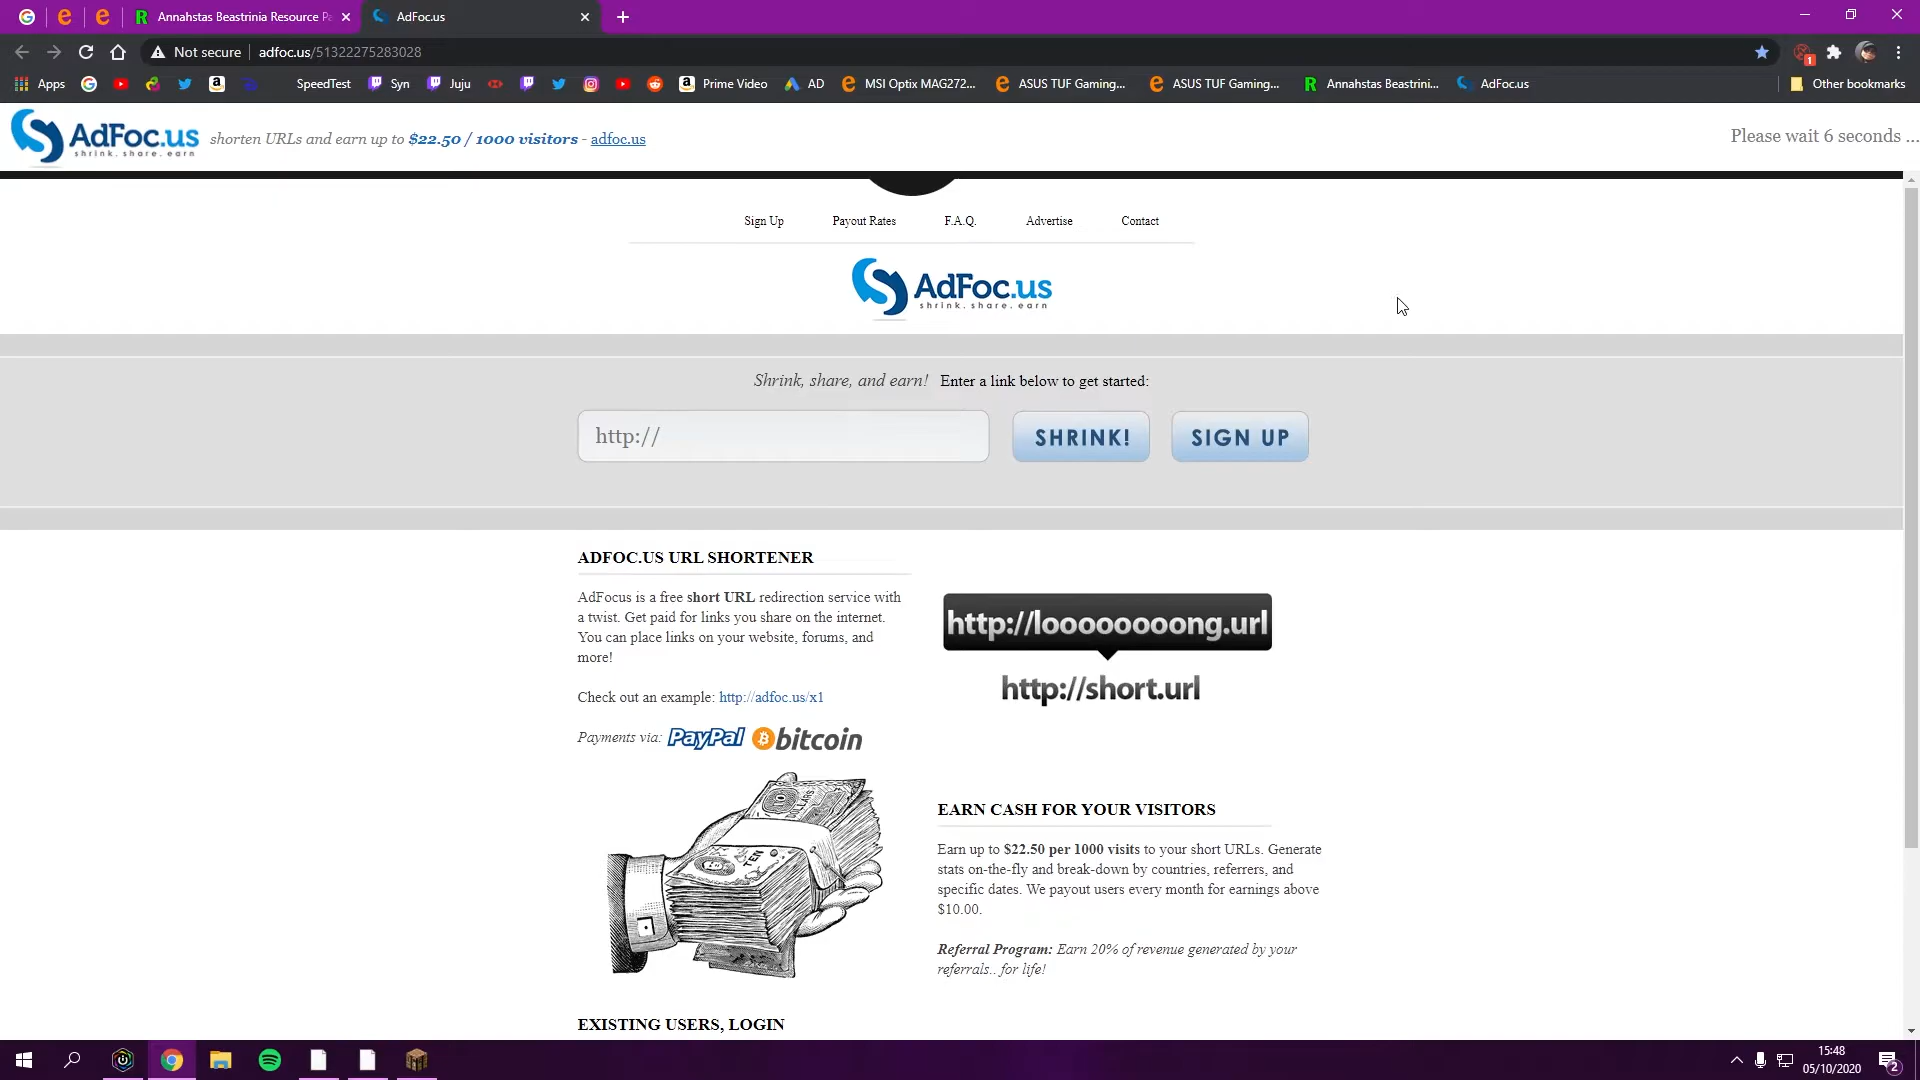 Annahstas Beastrinia Resource Pa
AdFoc.us
Not secure
adfoc.us/51322275283028
1
Apps
SpeedTest
Syn
Juju
Prime Video
AD
MSI Optix MAG272...
ASUS TUF Gaming...
ASUS TUF Gaming...
Annahstas Beastrini...
AdFoc.us
Other bookmarks
AdFoc.us
shrink. share. earn
shorten URLs and earn up to $22.50 / 1000 visitors - adfoc.us
Please wait 6 seconds ...
Sign Up
Payout Rates
F.A.Q.
Advertise
Contact
AdFoc.us
shrink. share. earn
Shrink, share, and earn! Enter a link below to get started:
http://
SHRINK!
SIGN UP
ADFOC.US URL SHORTENER
AdFocus is a free short URL redirection service with
a twist. Get paid for links you share on the internet.
You can place links on your website, forums, and
more!
Check out an example: http://adfoc.us/x1
Payments via: PayPal bitcoin
http://loooooooong.url
http://short.url
DOLLARS
TEN
EARN CASH FOR YOUR VISITORS
Earn up to $22.50 per 1000 visits to your short URLs. Generate
stats on-the-fly and break-down by countries, referrers, and
specific dates. We payout users every month for earnings above
$10.00.
Referral Program: Earn 20% of revenue generated by your
referrals.. for life!
EXISTING USERS, LOGIN
15:48
05/10/2020
2